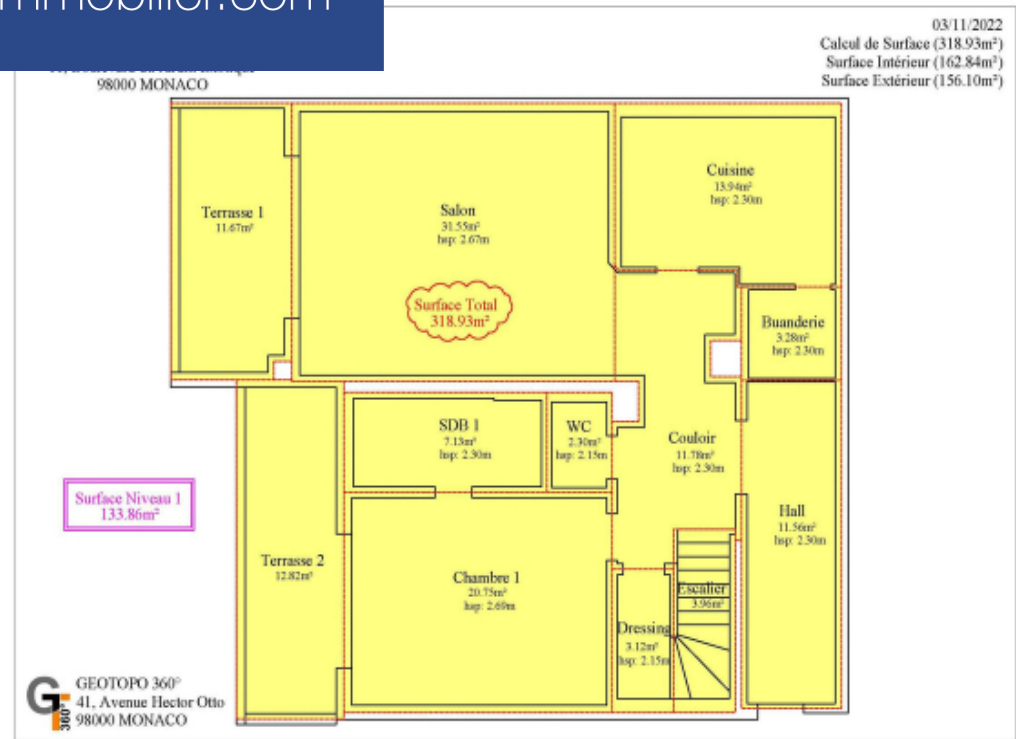 03/11/2022
Calcul de Surface (318.93m²)
Surface Intérieur (162.84m²)
Surface Extérieur (156.10m²)
98000 MONACO
Terrasse 1
11.67m²
Salon
31.55m²
hsp: 2.67m
Cuisine
13.94m²
hsp: 2.30m
Surface Total
318.93m²
Buanderie
3.28m²
hsp: 2.30m
SDB 1
7.13m²
hsp: 2.30m
WC
2.30m²
hsp: 2.15m
Couloir
11.78m²
hsp: 2.30m
Surface Niveau 1
133.86m²
Hall
11.56m²
hsp: 2.30m
Terrasse 2
12.82m²
Chambre 1
20.75m²
hsp: 2.69m
Escalier
3.96m²
Dressing
3.12m²
hsp: 2.15m
GEOTOPO 360°
41, Avenue Hector Otto
98000 MONACO
GT
360°